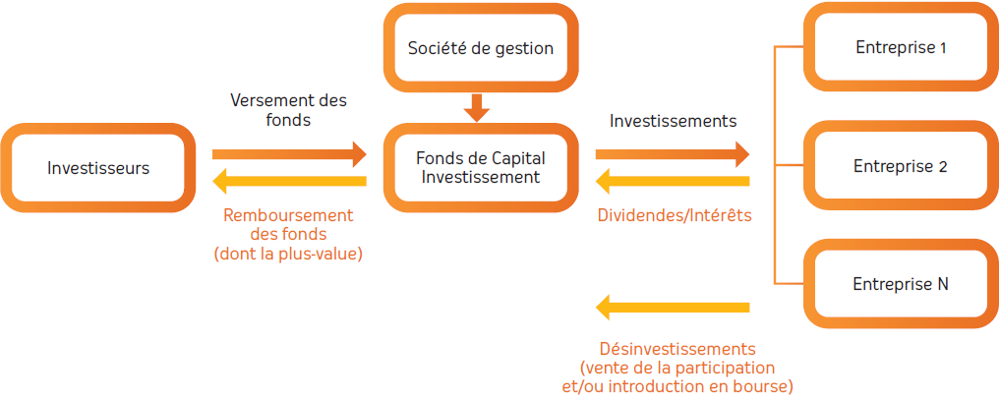 Société de gestion
Entreprise 1
Versement des
fonds
Investissements
Investisseurs
Fonds de Capital
Investissement
Entreprise 2
Remboursement
des fonds
(dont la plus-value)
Dividendes/Intérêts
Entreprise N
Désinvestissements
(vente de la participation
et/ou introduction en bourse)